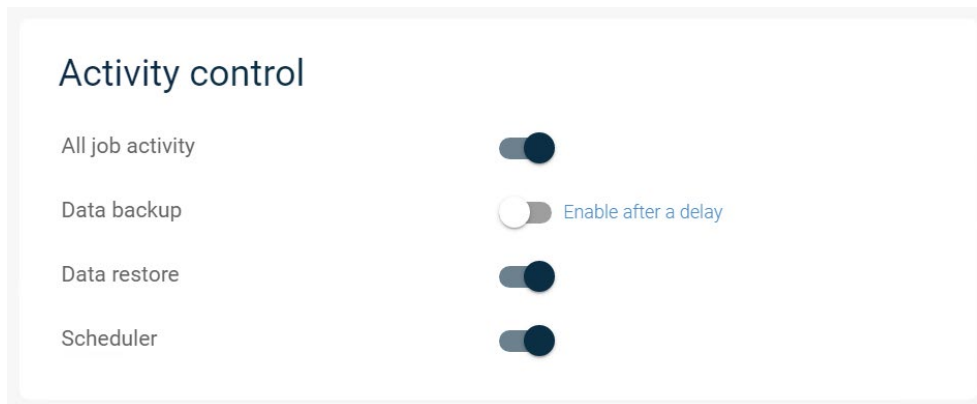 Activity control
All job activity
Data backup
Enable after a delay
Data restore
Scheduler